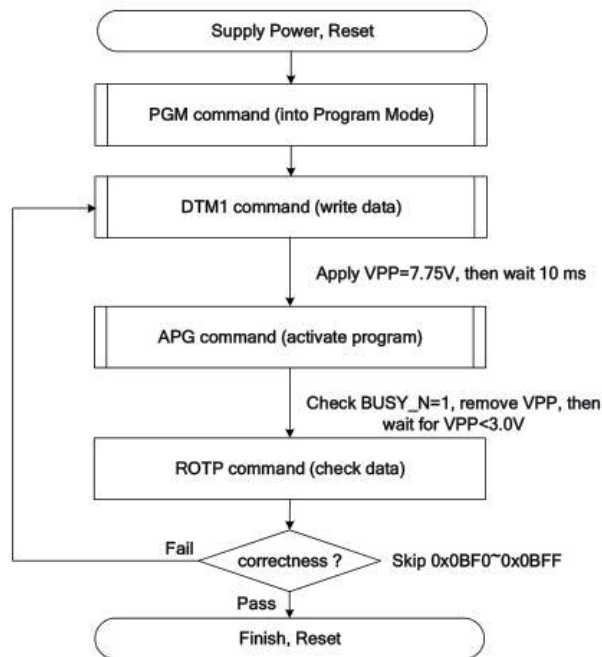 Supply Power, Reset
PGM command (into Program Mode)
DTM1 command (write data)
Apply VPP=7.75V, then wait 10 ms
APG command (activate program)
Check BUSY_N=1, remove VPP, then
wait for VPP<3.0V
ROTP command (check data)
Fail
correctness ?
Skip 0x0BF0~0x0BFF
Pass
Finish, Reset